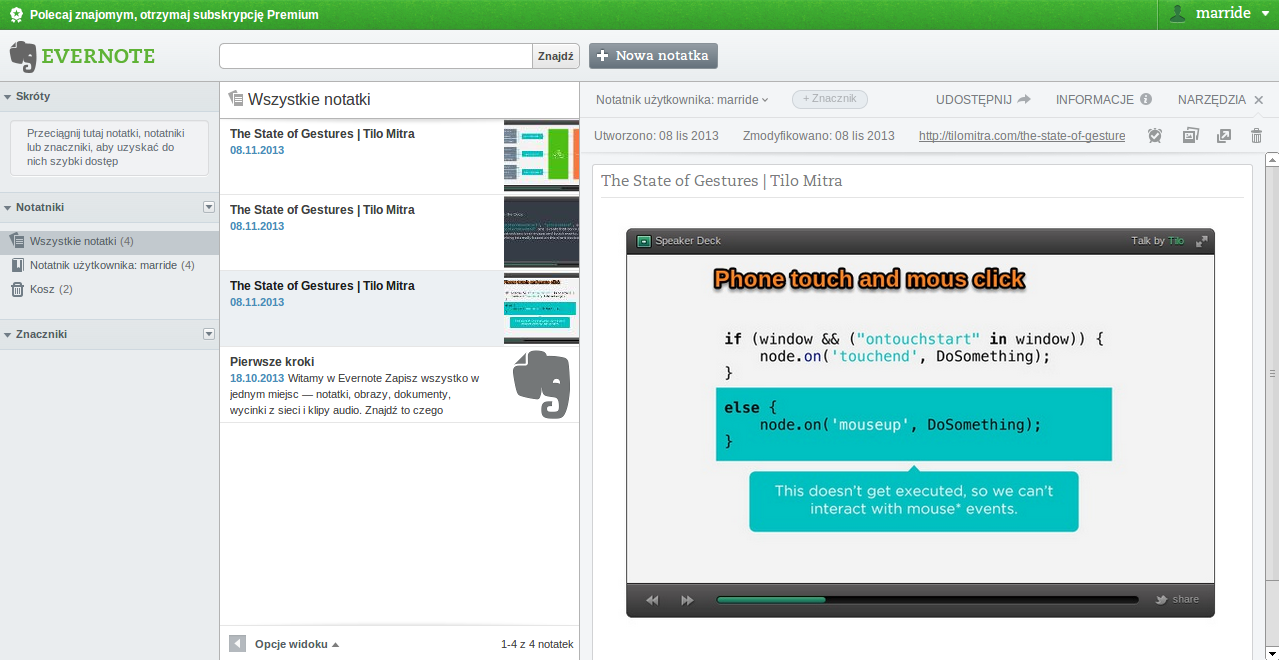 Polecaj znajomym, otrzymaj subskrypcję Premium
marride
EVERNOTE
Znajdź
+ Nowa notatka
Skróty
Przeciągnij tutaj notatki, notatniki
lub znaczniki, aby uzyskać do
nich szybki dostęp
Notatniki
Wszystkie notatki (4)
Notatnik użytkownika: marride (4)
Kosz (2)
Znaczniki
Wszystkie notatki
The State of Gestures | Tilo Mitra
08.11.2013
The State of Gestures | Tilo Mitra
08.11.2013
The State of Gestures | Tilo Mitra
08.11.2013
Pierwsze kroki
18.10.2013 Witamy w Evernote Zapisz wszystko w
jednym miejsc — notatki, obrazy, dokumenty,
wycinki z sieci i klipy audio. Znajdź to czego
Opcje widoku
1-4 z 4 notatek
Notatnik użytkownika: marride
+ Znacznik
UDOSTĘPNIJ
INFORMACJE
NARZĘDZIA
Utworzono: 08 lis 2013
Zmodyfikowano: 08 lis 2013
http://tilomitra.com/the-state-of-gesture
The State of Gestures | Tilo Mitra
Speaker Deck
Talk by Tilo
Phone touch and mous click
if (window && ("ontouchstart" in window)) {
node.on('touchend', DoSomething);
}
else {
node.on('mouseup', DoSomething);
}
This doesn't get executed, so we can't
interact with mouse* events.
share